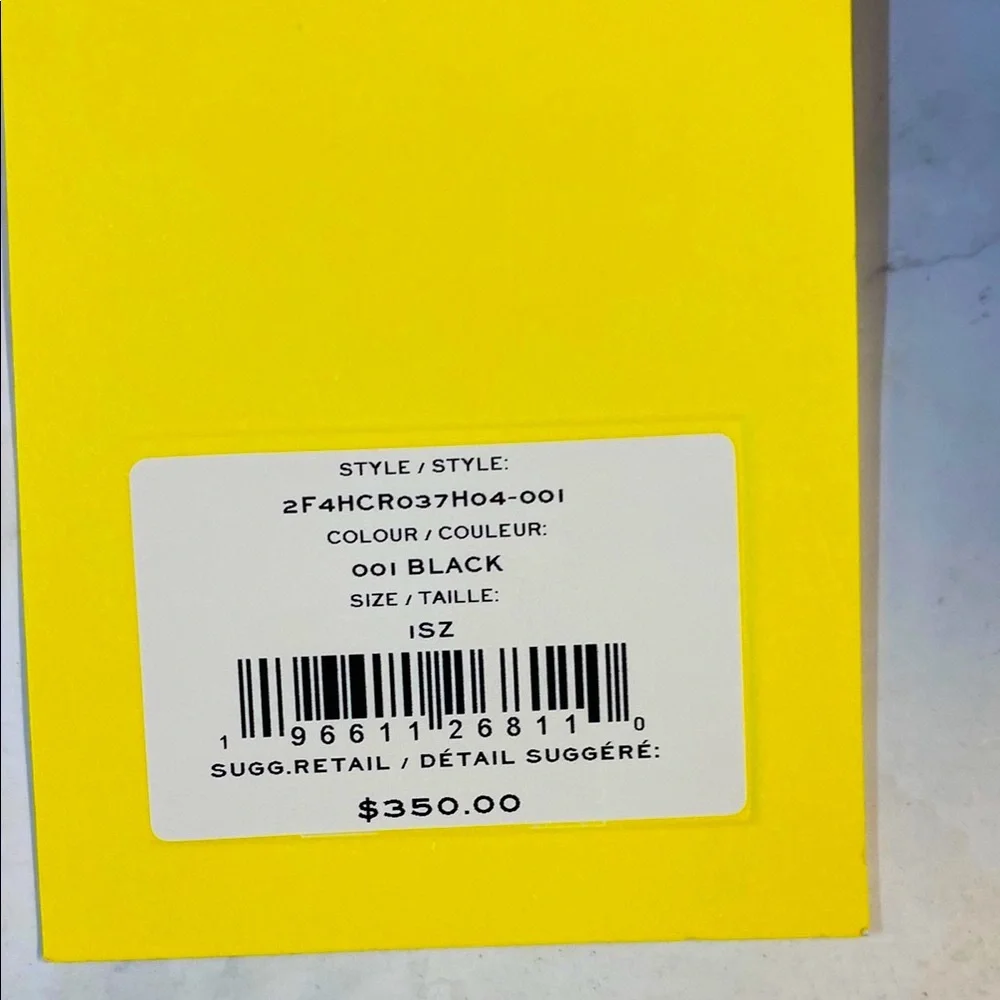 STYLE / STYLE:
2F4HCR037H04-001
COLOUR / COULEUR:
001 BLACK
SIZE / TAILLE:
1SZ
1 96611 26811 0
SUGG.RETAIL / DÉTAIL SUGGÉRÉ:
$350.00